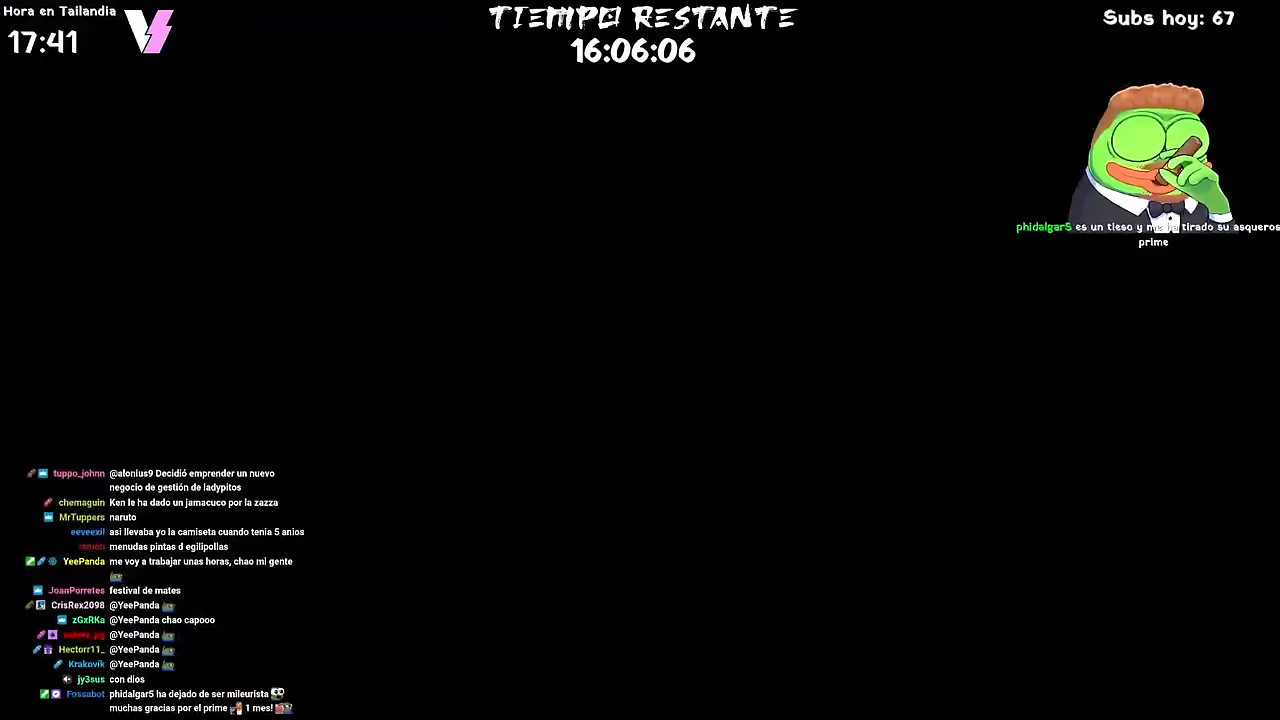 Hora en Tailandia
17:41
TIEMPO RESTANTE
16:06:06
Subs hoy: 67
phidalgar5 es un tieso y me tirado su asqueros
prime
tuppo_johnn @alonius9 Decidió emprender un nuevo
negocio de gestión de ladypitos
chemaguin Ken le ha dado un jamacuco por la zazza
MrTuppers naruto
eeveexil asi llevaba yo la camiseta cuando tenia 5 anios
menudas pintas d egilipollas
YeePanda me voy a trabajar unas horas, chao mi gente
JoanPorretes festival de mates
CrisRex2098 @YeePanda
zGxRKa @YeePanda chao capooo
@YeePanda
Hectorr11_ @YeePanda
Krakovik @YeePanda
jy3sus con dios
Fossabot phidalgar5 ha dejado de ser mileurista
muchas gracias por el prime 1 mes!